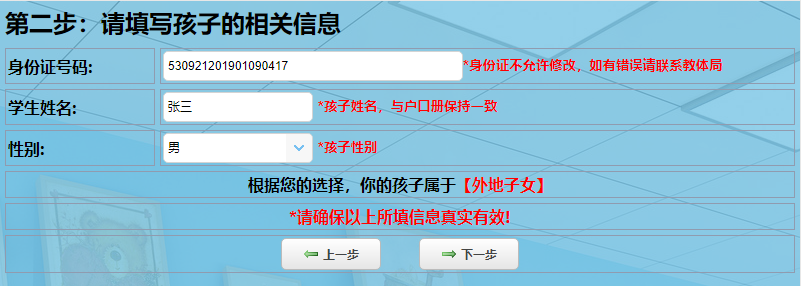 第二步：请填写孩子的相关信息
身份证号码: 530921201901090417 *身份证不允许修改，如有错误请联系教体局
学生姓名: 张三 *孩子姓名，与户口册保持一致
性别: 男 *孩子性别
根据您的选择，你的孩子属于【外地子女】
*请确保以上所填信息真实有效!
上一步 下一步